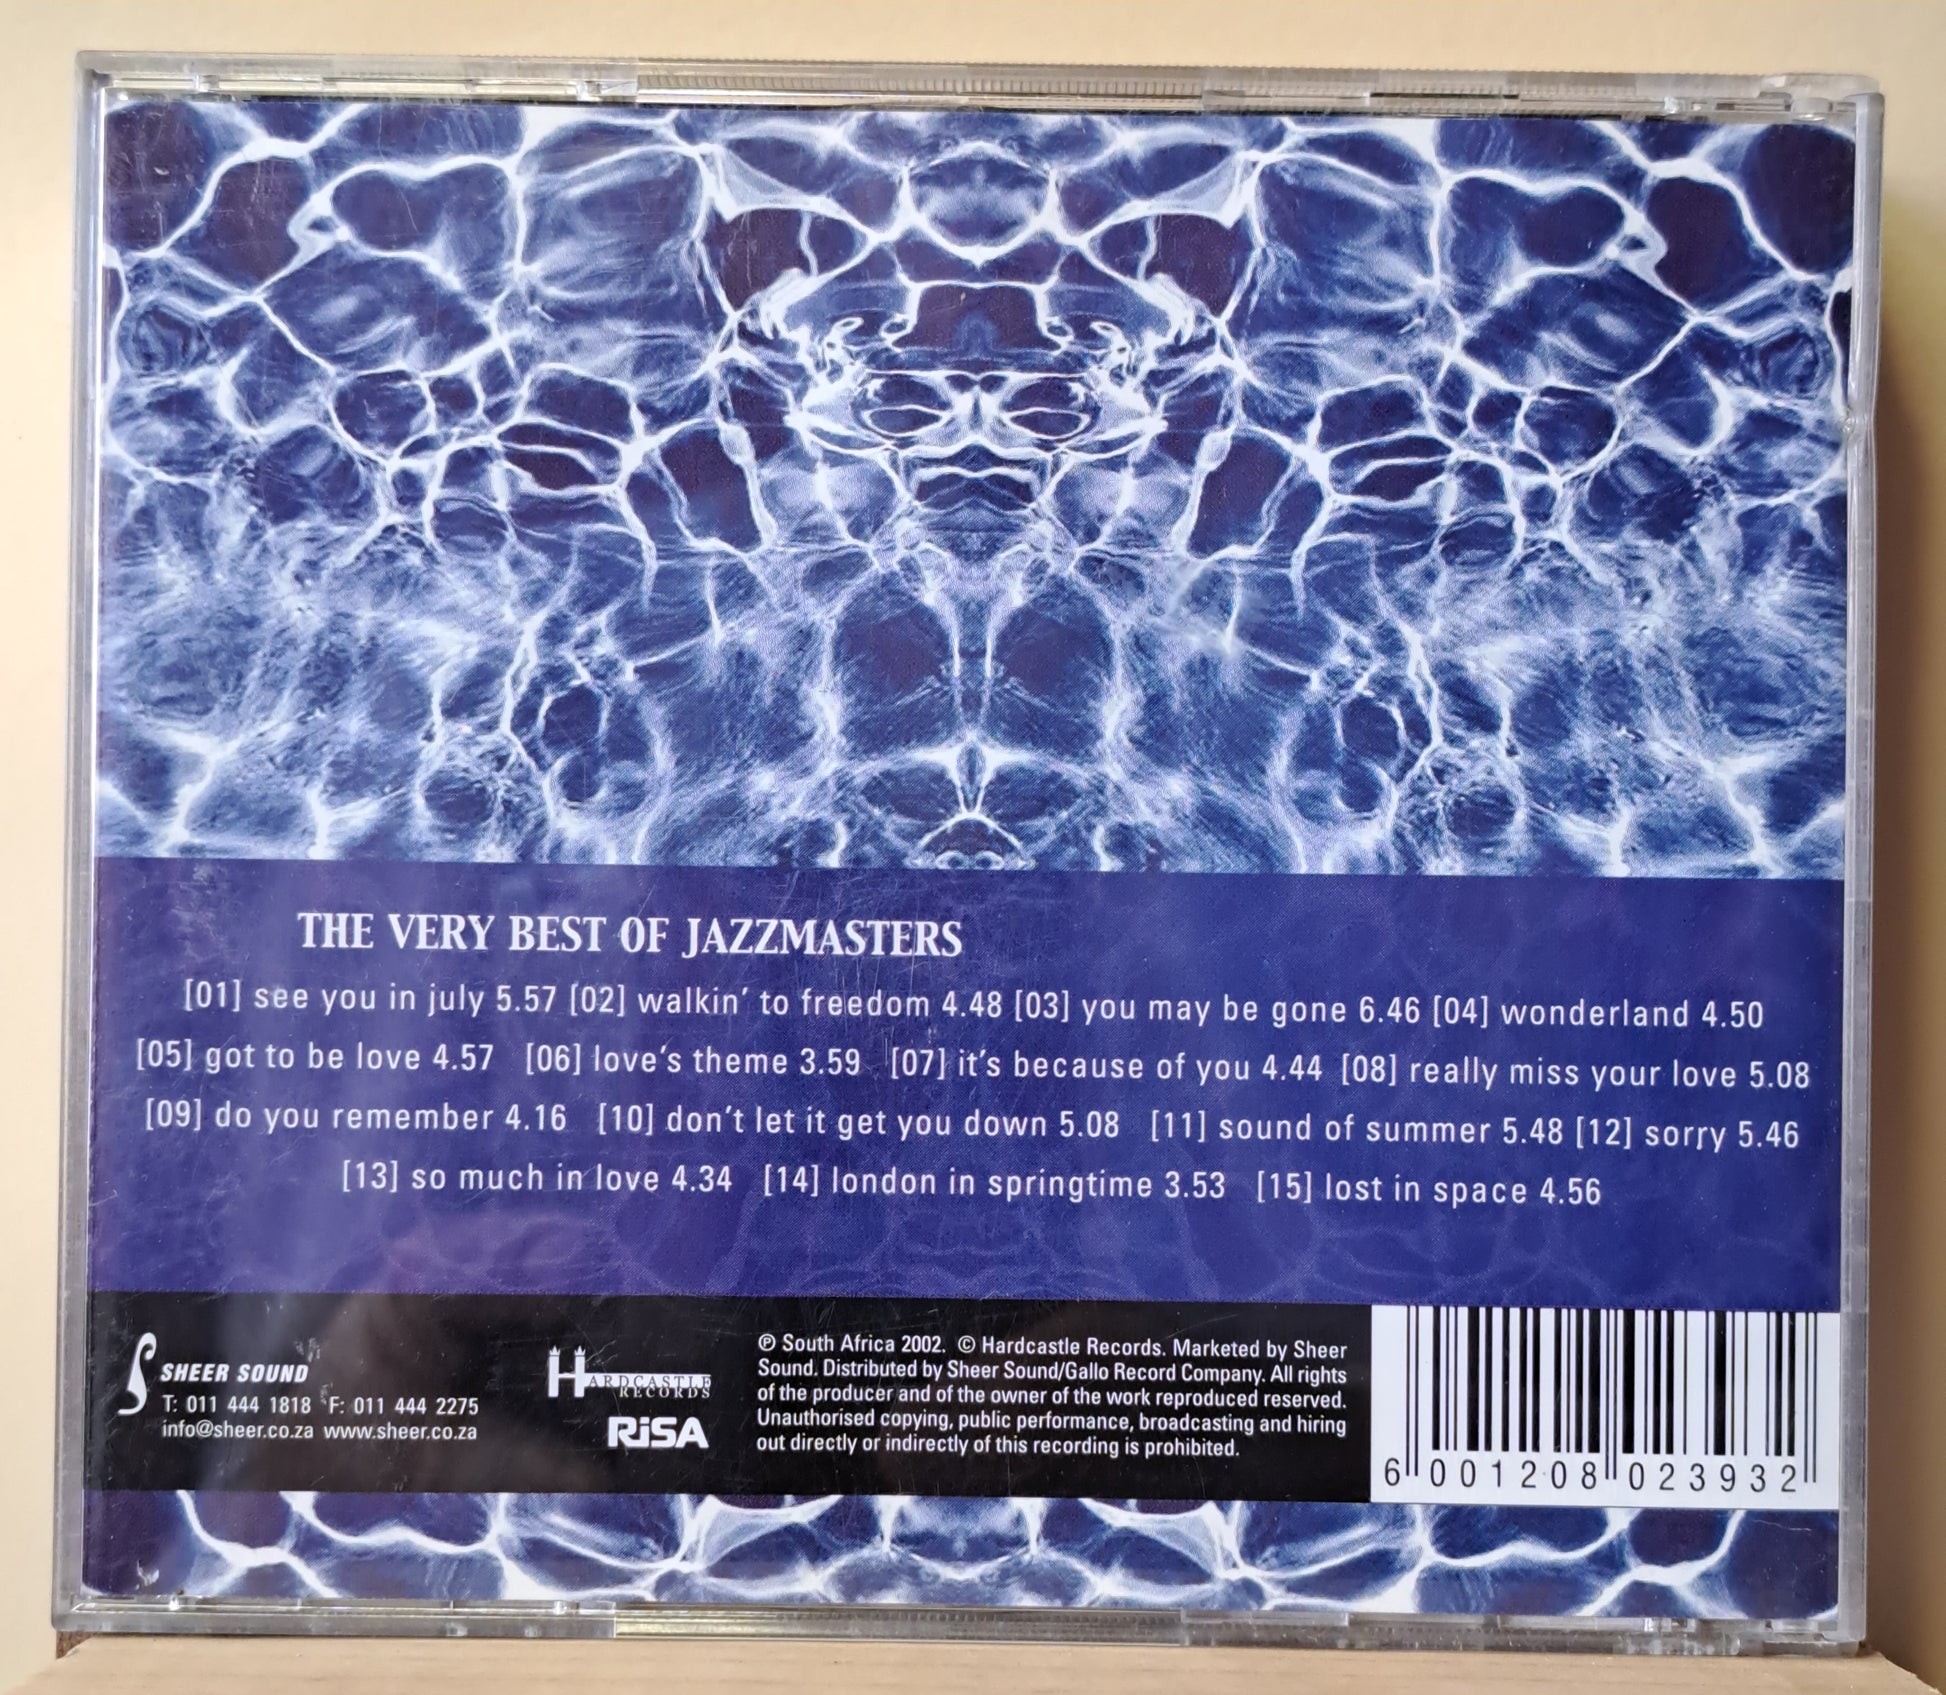 THE VERY BEST OF JAZZMASTERS
[01] see you in july 5.57 [02] walkin' to freedom 4.48 [03] you may be gone 6.46 [04] wonderland 4.50
[05] got to be love 4.57 [06] love's theme 3.59 [07] it's because of you 4.44 [08] really miss your love 5.08
[09] do you remember 4.16 [10] don't let it get you down 5.08 [11] sound of summer 5.48 [12] sorry 5.46
[13] so much in love 4.34 [14] london in springtime 3.53 [15] lost in space 4.56
SHEER SOUND
T: 011 444 1818 F: 011 444 2275
info@sheer.co.za www.sheer.co.za
HARDCASTLE
RECORDS
RiSA
℗ South Africa 2002. © Hardcastle Records. Marketed by Sheer
Sound. Distributed by Sheer Sound/Gallo Record Company. All rights
of the producer and of the owner of the work reproduced reserved.
Unauthorised copying, public performance, broadcasting and hiring
out directly or indirectly of this recording is prohibited.
6 001208 023932